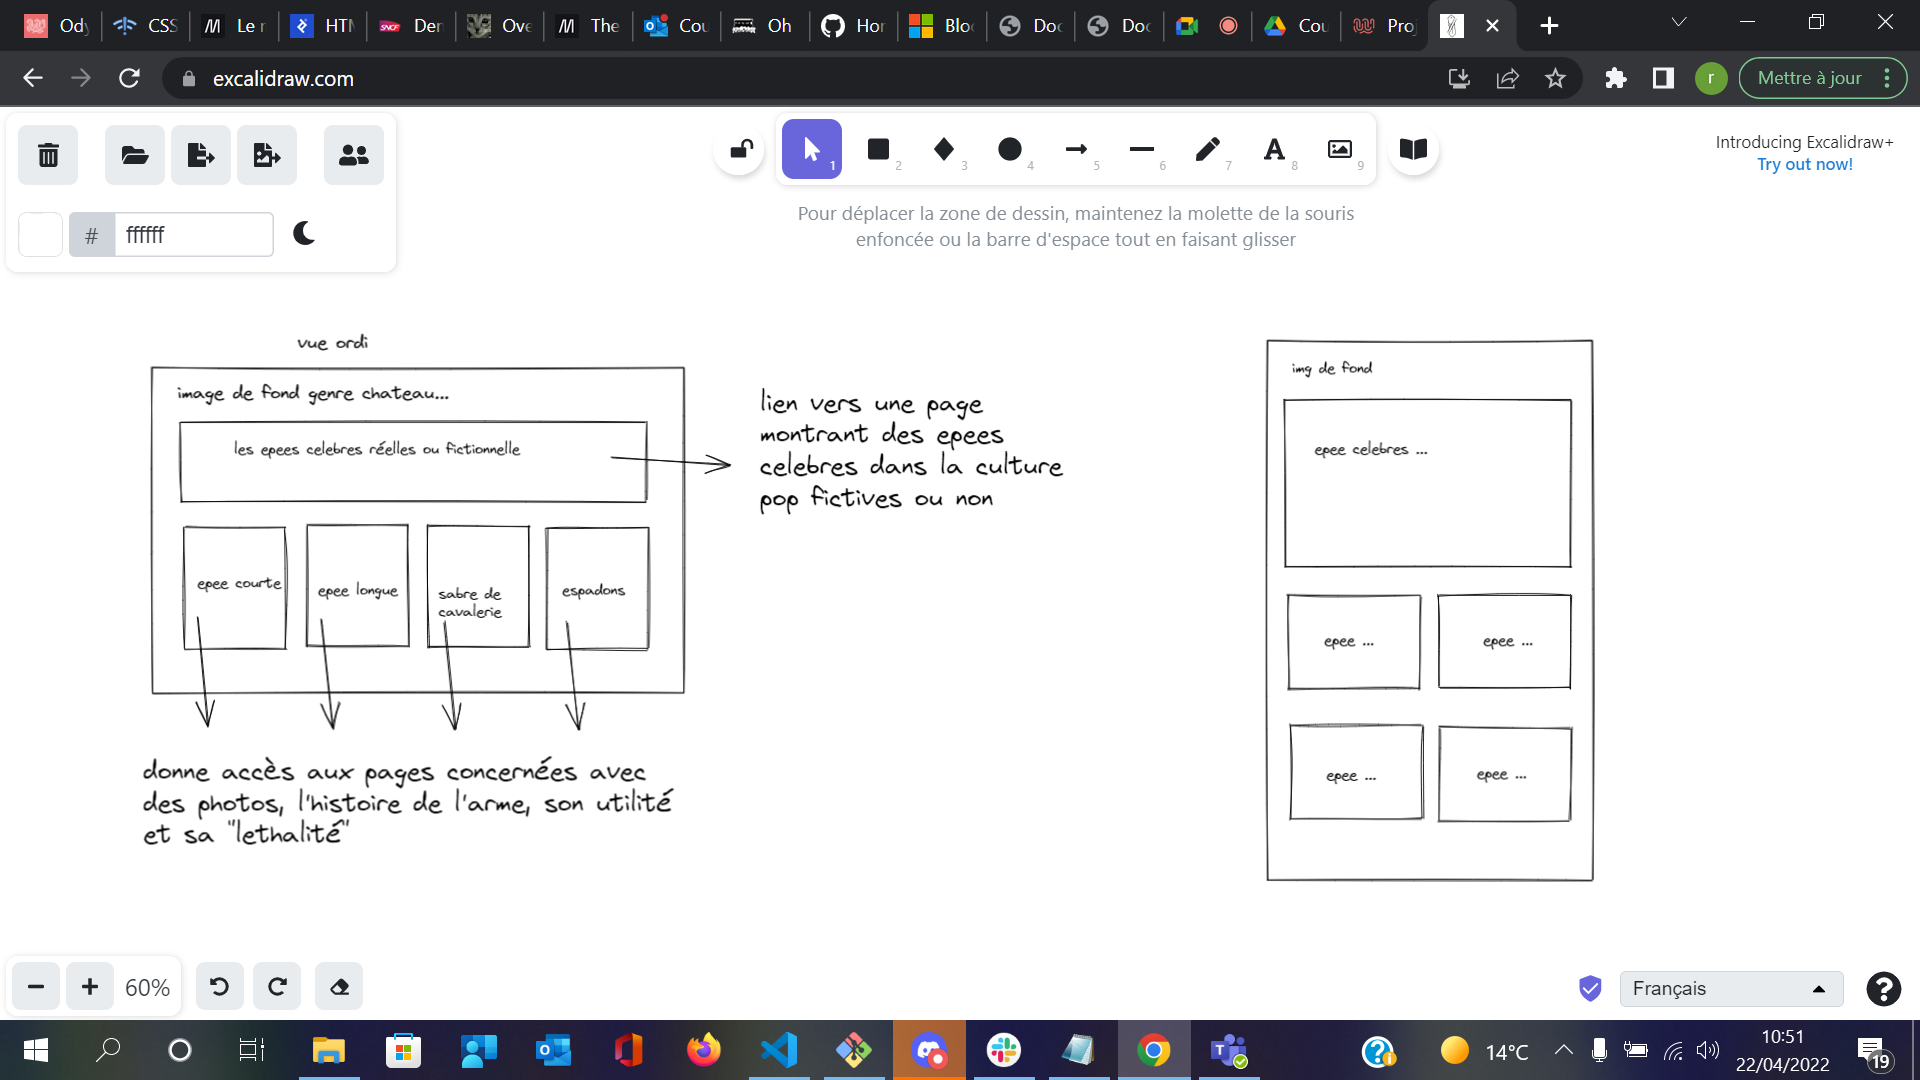 Ody
CSS
Le r
HTM
Der
Ove
The
Cou
Oh
Hor
Blo
Doc
Doc
Cou
Proj
excalidraw.com
r
Mettre à jour
1
2
3
4
5
6
7
A
8
9
Introducing Excalidraw+
Try out now!
# ffffff
Pour déplacer la zone de dessin, maintenez la molette de la souris
enfoncée ou la barre d'espace tout en faisant glisser
vue ordi
image de fond genre chateau...
les epees celebres réelles ou fictionnelle
lien vers une page
montrant des epees
celebres dans la culture
pop fictives ou non
epee courte
epee longue
sabre de
cavalerie
espadons
donne accès aux pages concernées avec
des photos, l'histoire de l'arme, son utilité
et sa "lethalité"
img de fond
epee celebres ...
epee ...
epee ...
epee ...
epee ...
60%
Français
14°C
10:51
22/04/2022
19